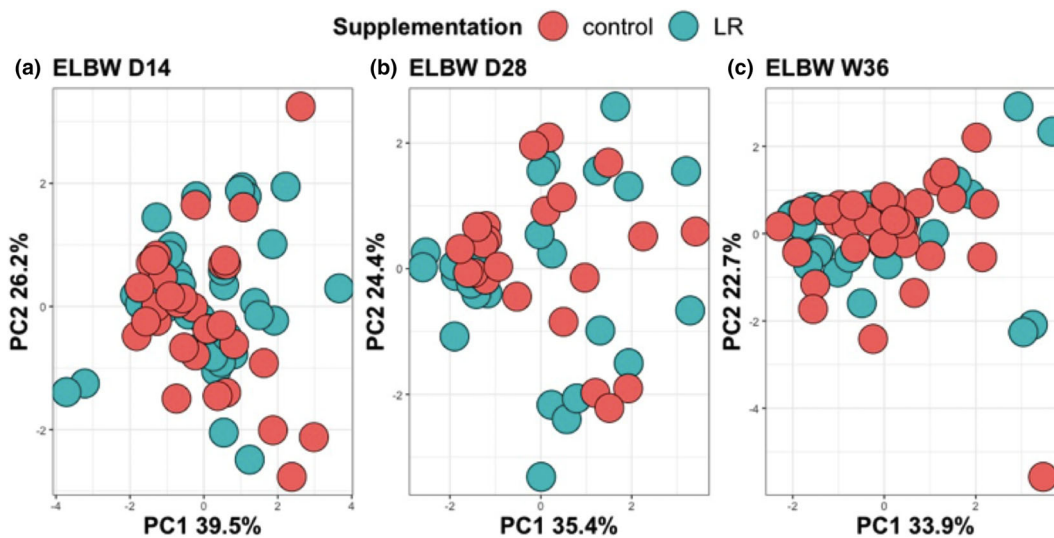 Supplementation control LR
(a) ELBW D14
(b) ELBW D28
(c) ELBW W36
PC2 26.2%
2
0
-2
-4
-2
0
2
4
PC1 39.5%
PC2 24.4%
2
0
-2
-2
0
2
PC1 35.4%
PC2 22.7%
2
0
-2
-4
-2
0
2
PC1 33.9%